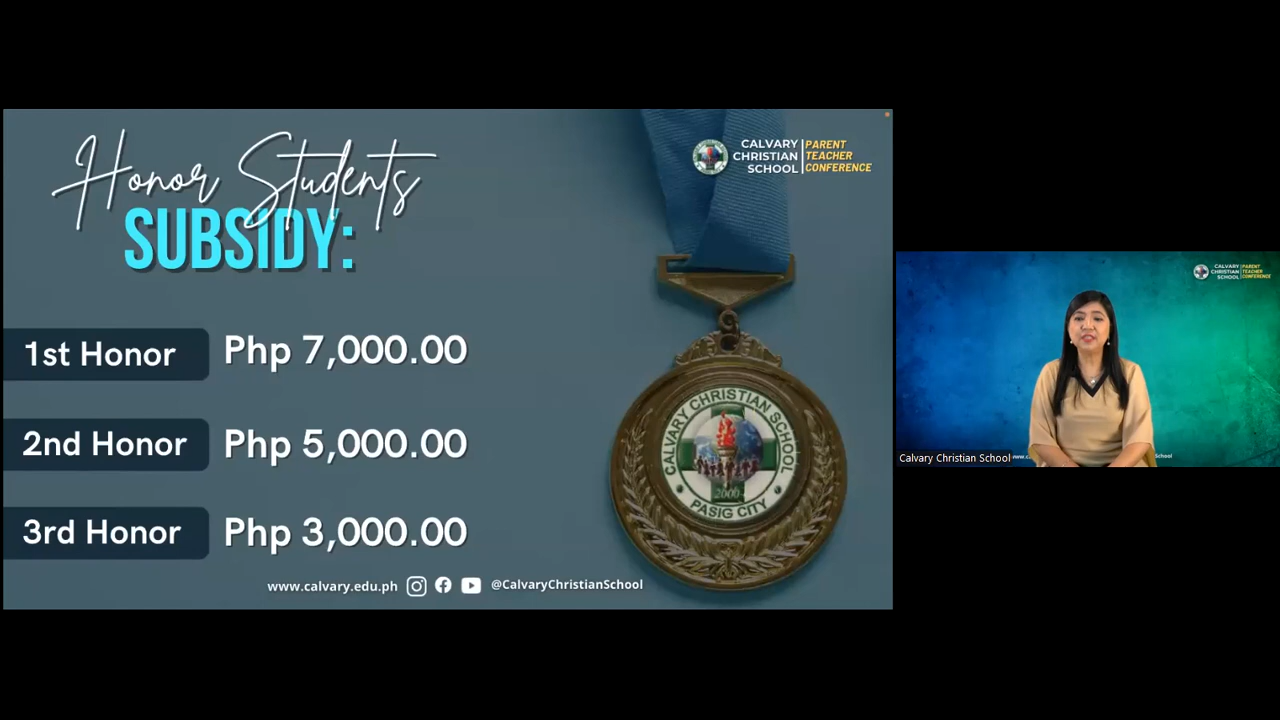 Honor Students
SUBSIDY:
CALVARY
CHRISTIAN
SCHOOL
PARENT
TEACHER
CONFERENCE
1st Honor Php 7,000.00
2nd Honor Php 5,000.00
3rd Honor Php 3,000.00
CALVARY CHRISTIAN SCHOOL
2000
PASIG CITY
www.calvary.edu.ph @CalvaryChristianSchool
CALVARY
CHRISTIAN
SCHOOL
PARENT
TEACHER
CONFERENCE
Calvary Christian School